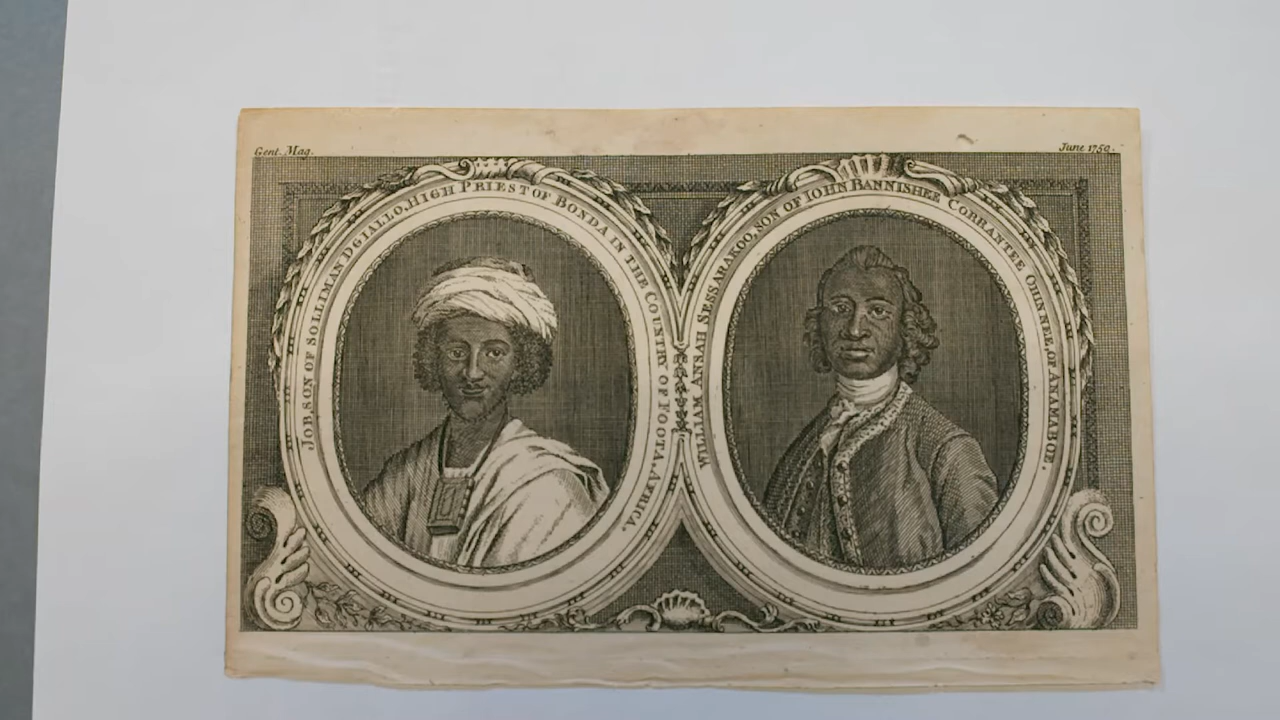 Gent. Mag.
June 1750.
JOB, SON OF SOLLIMAN DGIALLO, HIGH PRIEST OF BONDA IN THE COUNTRY OF FOOTA, AFRICA.
WILLIAM ANSAH SESSARAKOO, SON OF IOHN BANNISHEE CORRANTEE OHINNEE, OF ANAMABOE.